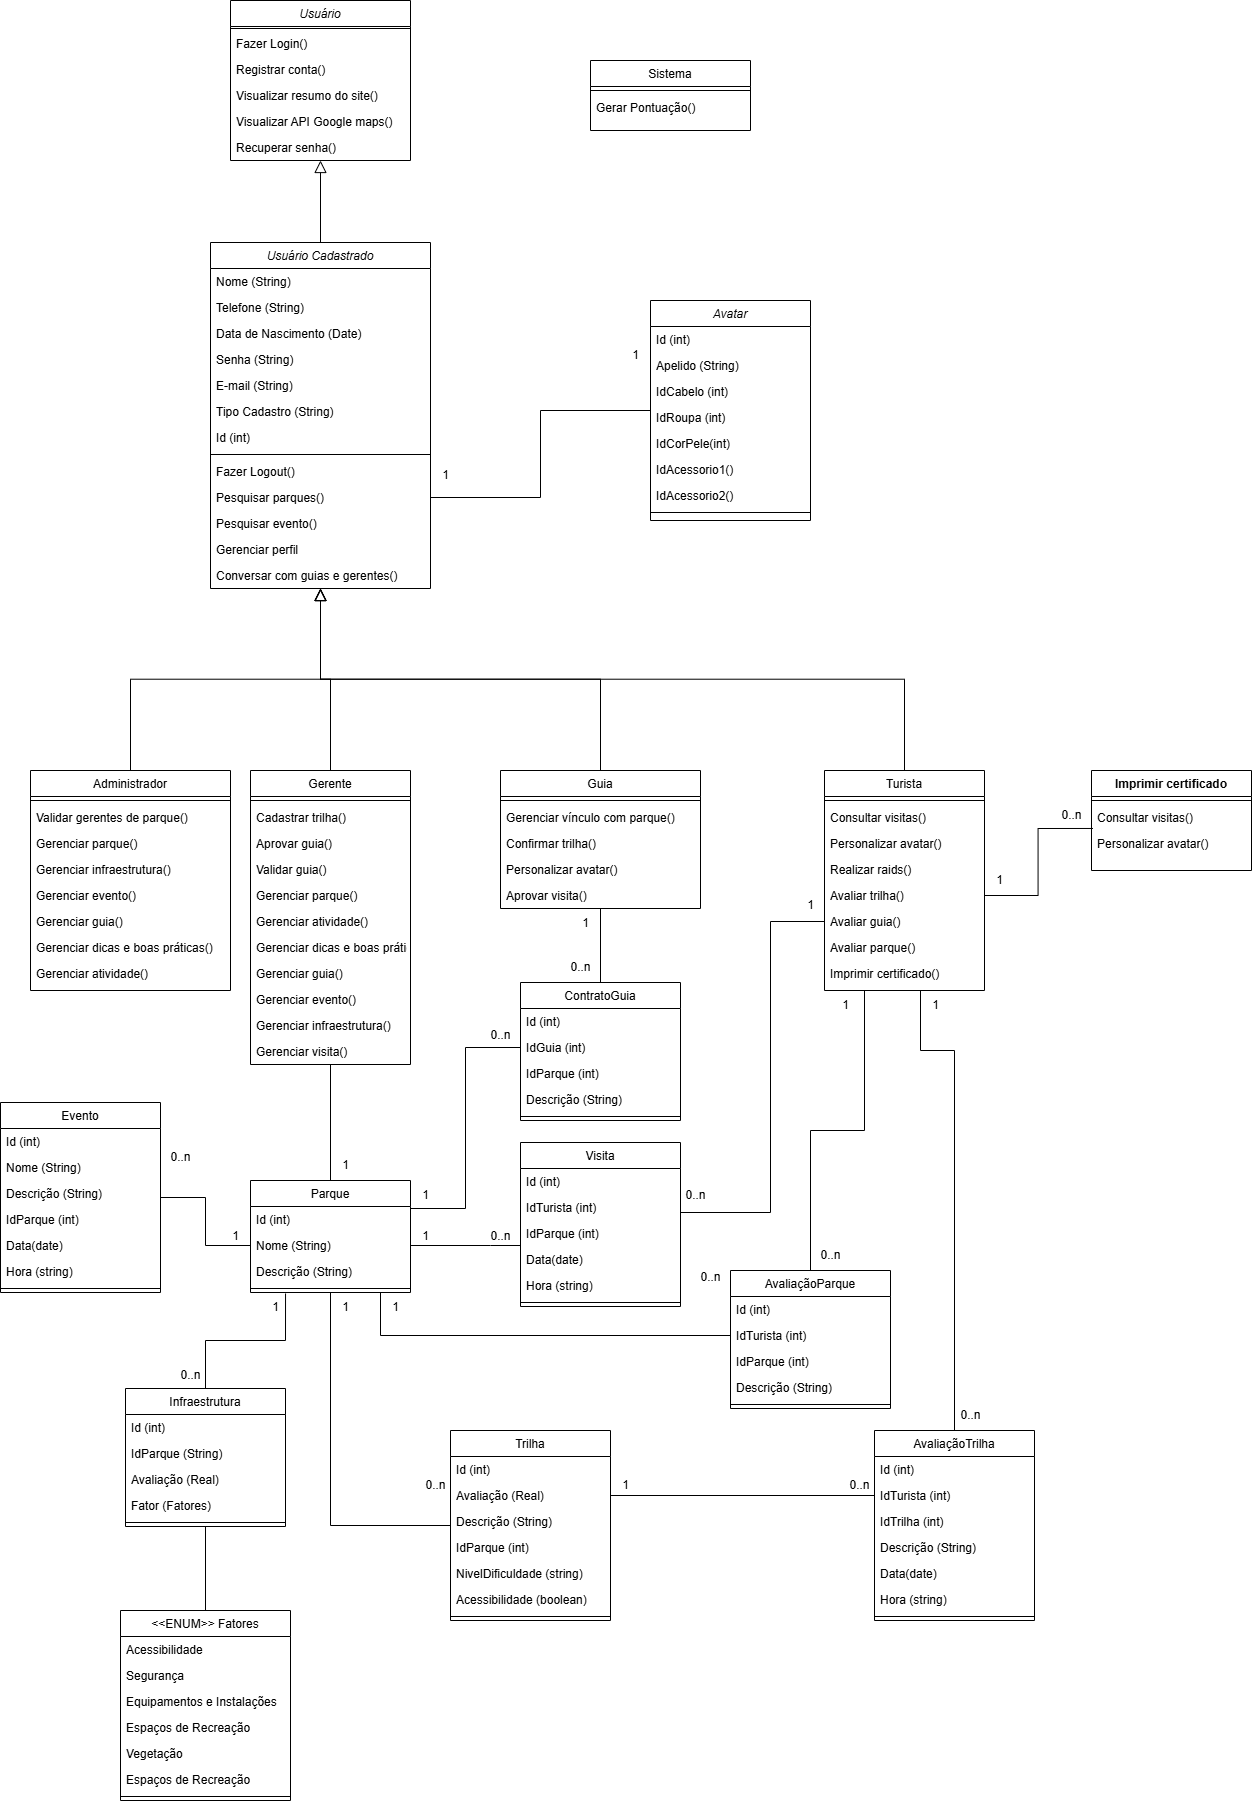 Usuário
Fazer Login()
Registrar conta()
Visualizar resumo do site()
Visualizar API Google maps()
Recuperar senha()
Sistema
Gerar Pontuação()
Usuário Cadastrado
Nome (String)
Telefone (String)
Data de Nascimento (Date)
Senha (String)
E-mail (String)
Tipo Cadastro (String)
Id (int)
Fazer Logout()
Pesquisar parques()
Pesquisar evento()
Gerenciar perfil
Conversar com guias e gerentes()
1
1
Avatar
Id (int)
Apelido (String)
IdCabelo (int)
IdRoupa (int)
IdCorPele(int)
IdAcessorio1()
IdAcessorio2()
Administrador
Validar gerentes de parque()
Gerenciar parque()
Gerenciar infraestrutura()
Gerenciar evento()
Gerenciar guia()
Gerenciar dicas e boas práticas()
Gerenciar atividade()
Gerente
Cadastrar trilha()
Aprovar guia()
Validar guia()
Gerenciar parque()
Gerenciar atividade()
Gerenciar dicas e boas práti
Gerenciar guia()
Gerenciar evento()
Gerenciar infraestrutura()
Gerenciar visita()
Guia
Gerenciar vínculo com parque()
Confirmar trilha()
Personalizar avatar()
Aprovar visita()
Turista
Consultar visitas()
Personalizar avatar()
Realizar raids()
Avaliar trilha()
Avaliar guia()
Avaliar parque()
Imprimir certificado()
Imprimir certificado
Consultar visitas()
Personalizar avatar()
0..n
1
1
1
0..n
1
1
ContratoGuia
Id (int)
IdGuia (int)
IdParque (int)
Descrição (String)
0..n
Evento
Id (int)
Nome (String)
Descrição (String)
IdParque (int)
Data(date)
Hora (string)
0..n
1
1
Parque
Id (int)
Nome (String)
Descrição (String)
1
1
0..n
Visita
Id (int)
IdTurista (int)
IdParque (int)
Data(date)
Hora (string)
0..n
0..n
0..n
AvaliaçãoParque
Id (int)
IdTurista (int)
IdParque (int)
Descrição (String)
1
1
1
0..n
Infraestrutura
Id (int)
IdParque (String)
Avaliação (Real)
Fator (Fatores)
0..n
Trilha
Id (int)
Avaliação (Real)
Descrição (String)
IdParque (int)
NivelDificuldade (string)
Acessibilidade (boolean)
1
0..n
0..n
AvaliaçãoTrilha
Id (int)
IdTurista (int)
IdTrilha (int)
Descrição (String)
Data(date)
Hora (string)
<<ENUM>> Fatores
Acessibilidade
Segurança
Equipamentos e Instalações
Espaços de Recreação
Vegetação
Espaços de Recreação